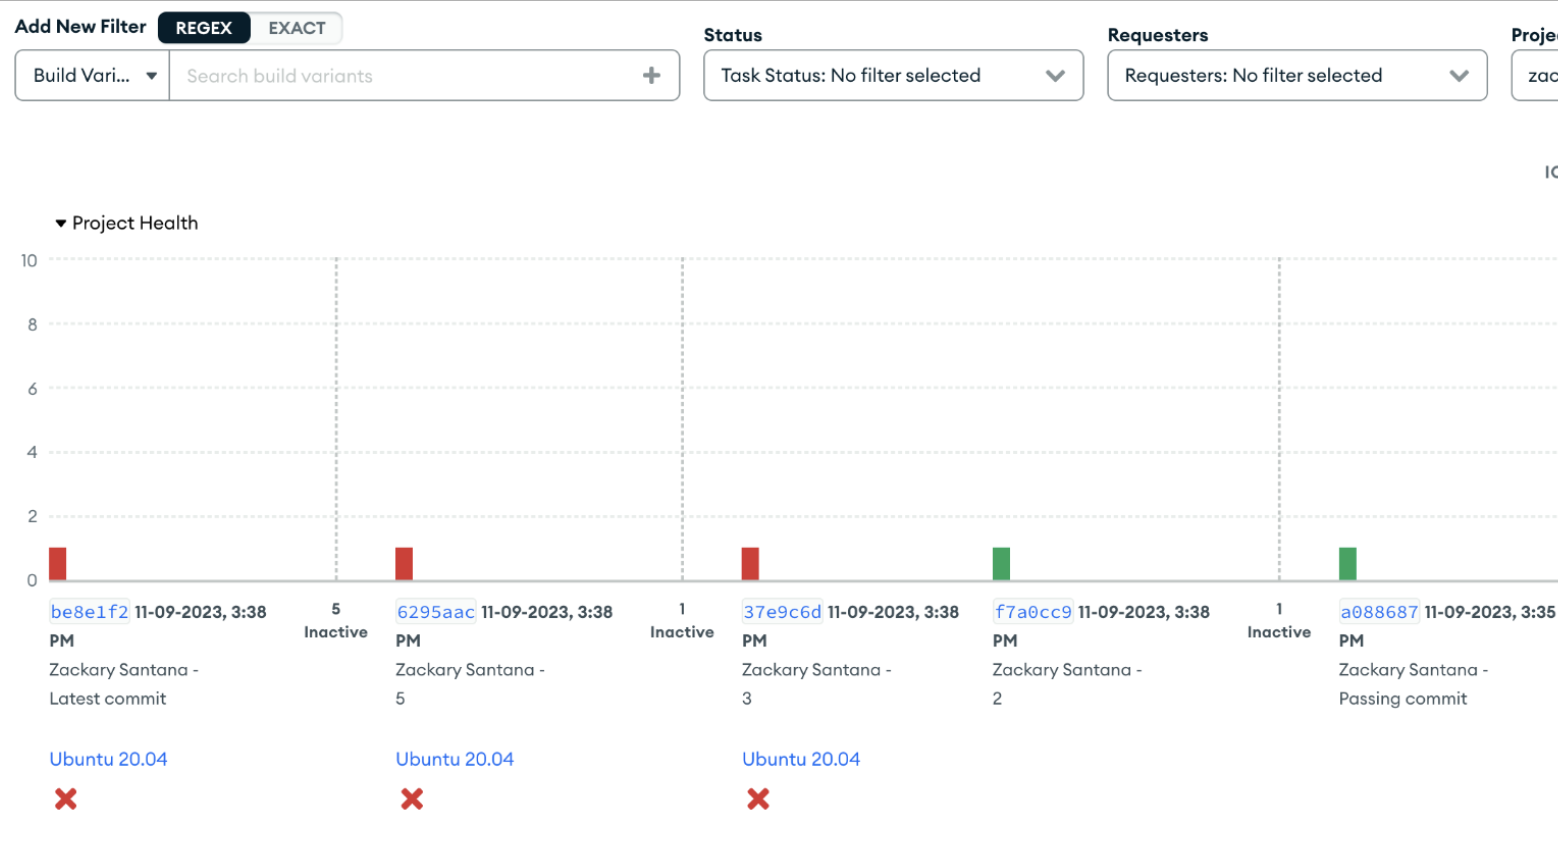 Add New Filter REGEX EXACT
Status
Requesters
Build Vari... Search build variants
Task Status: No filter selected
Requesters: No filter selected
Project Health
10
8
6
4
2
0
be8e1f2 11-09-2023, 3:38
PM
Zackary Santana -
Latest commit
5
Inactive
6295aac 11-09-2023, 3:38
PM
Zackary Santana -
5
1
Inactive
37e9c6d 11-09-2023, 3:38
PM
Zackary Santana -
3
f7a0cc9 11-09-2023, 3:38
PM
Zackary Santana -
2
1
Inactive
a088687 11-09-2023, 3:35
PM
Zackary Santana -
Passing commit
Ubuntu 20.04
Ubuntu 20.04
Ubuntu 20.04